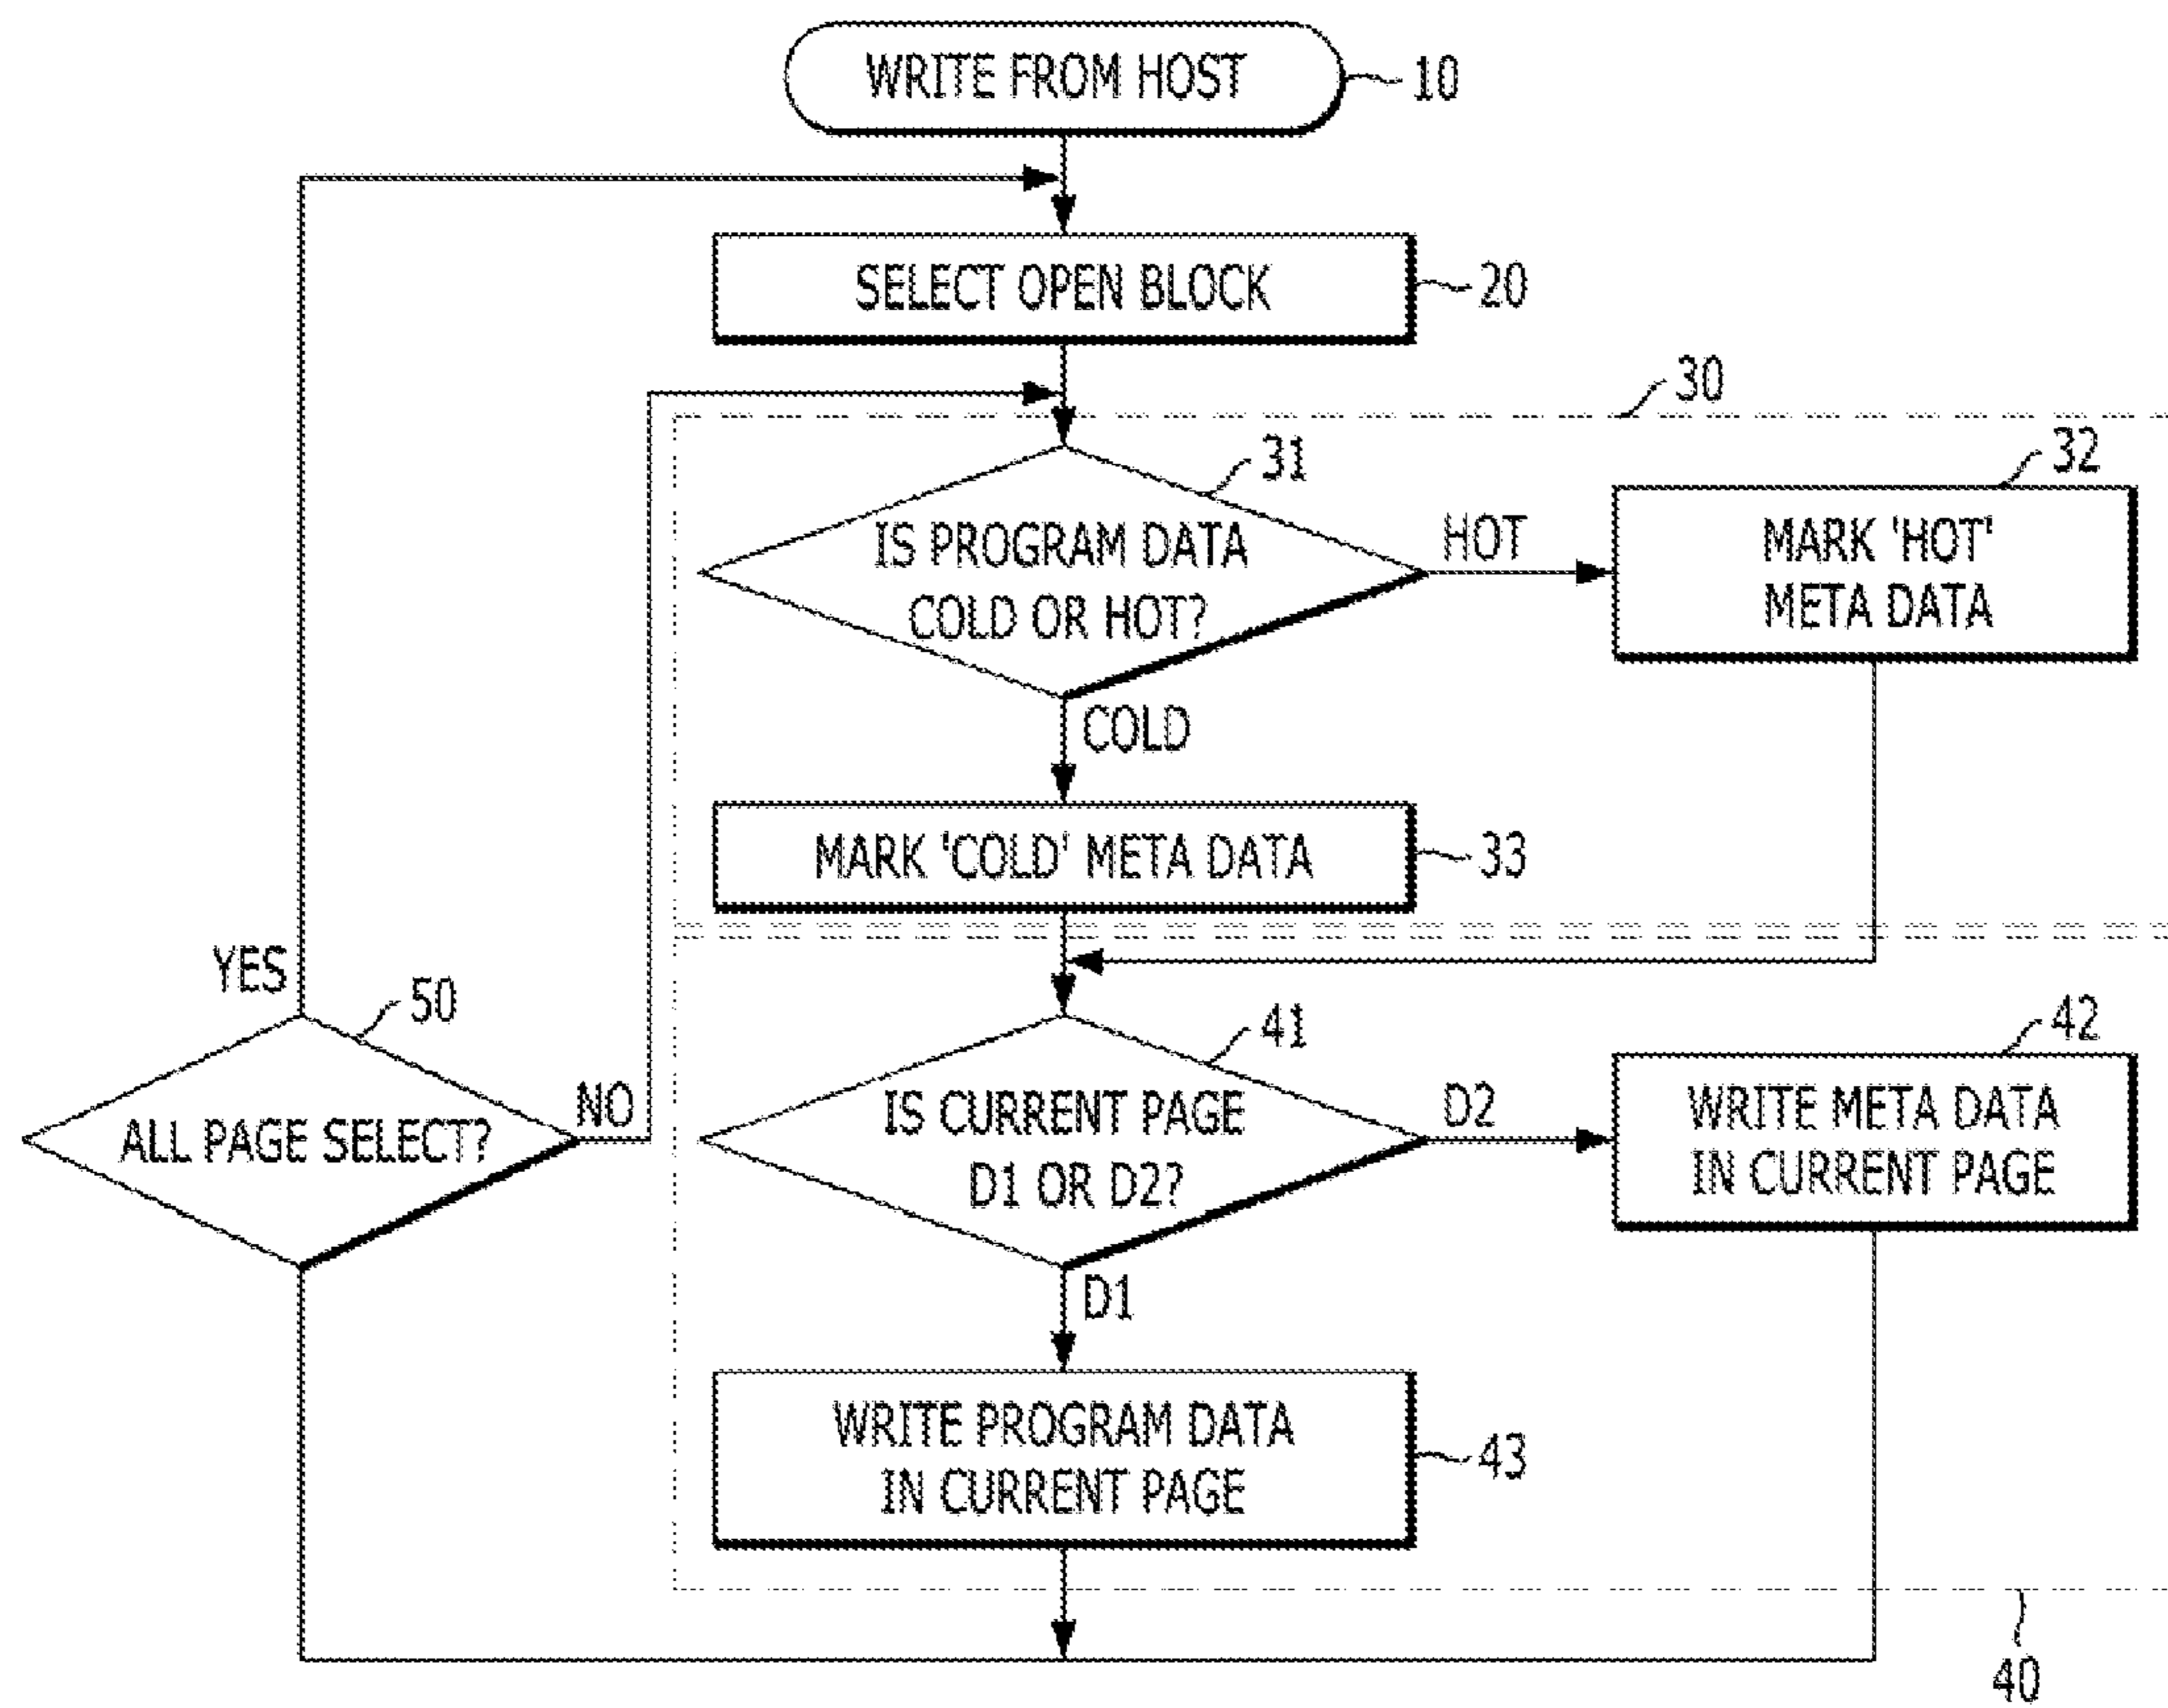 WRITE FROM HOST
10
SELECT OPEN BLOCK
20
30
31
32
IS PROGRAM DATA
COLD OR HOT?
HOT
MARK 'HOT'
META DATA
COLD
MARK 'COLD' META DATA
33
YES
50
ALL PAGE SELECT?
NO
41
42
IS CURRENT PAGE
D1 OR D2?
D2
WRITE META DATA
IN CURRENT PAGE
D1
WRITE PROGRAM DATA
IN CURRENT PAGE
43
40